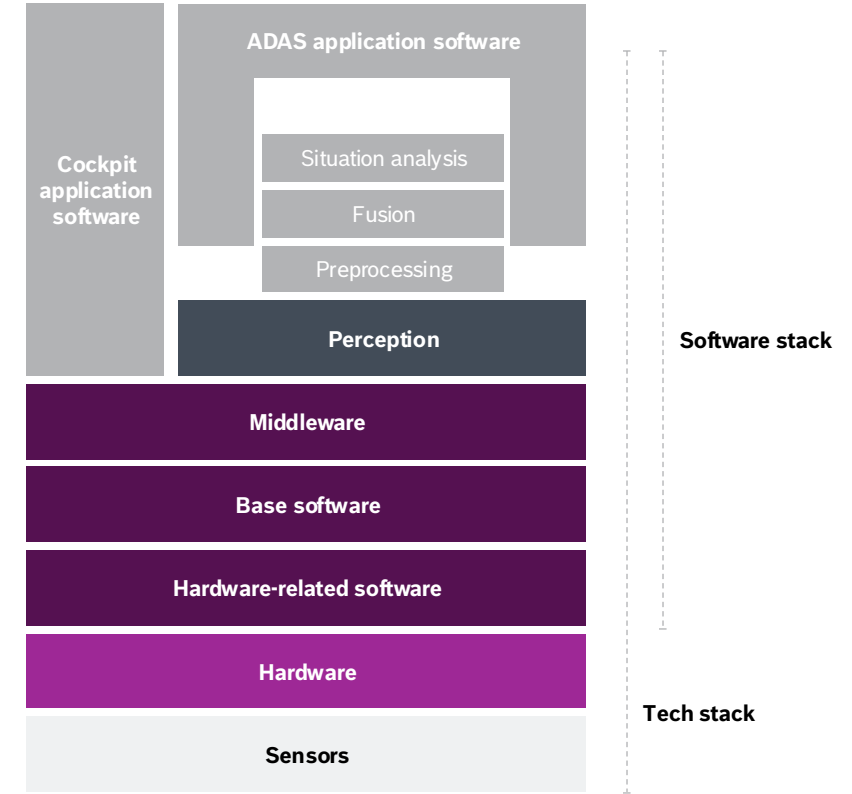 ADAS application software
Cockpit
application
software
Situation analysis
Fusion
Preprocessing
Perception
Software stack
Middleware
Base software
Hardware-related software
Hardware
Tech stack
Sensors